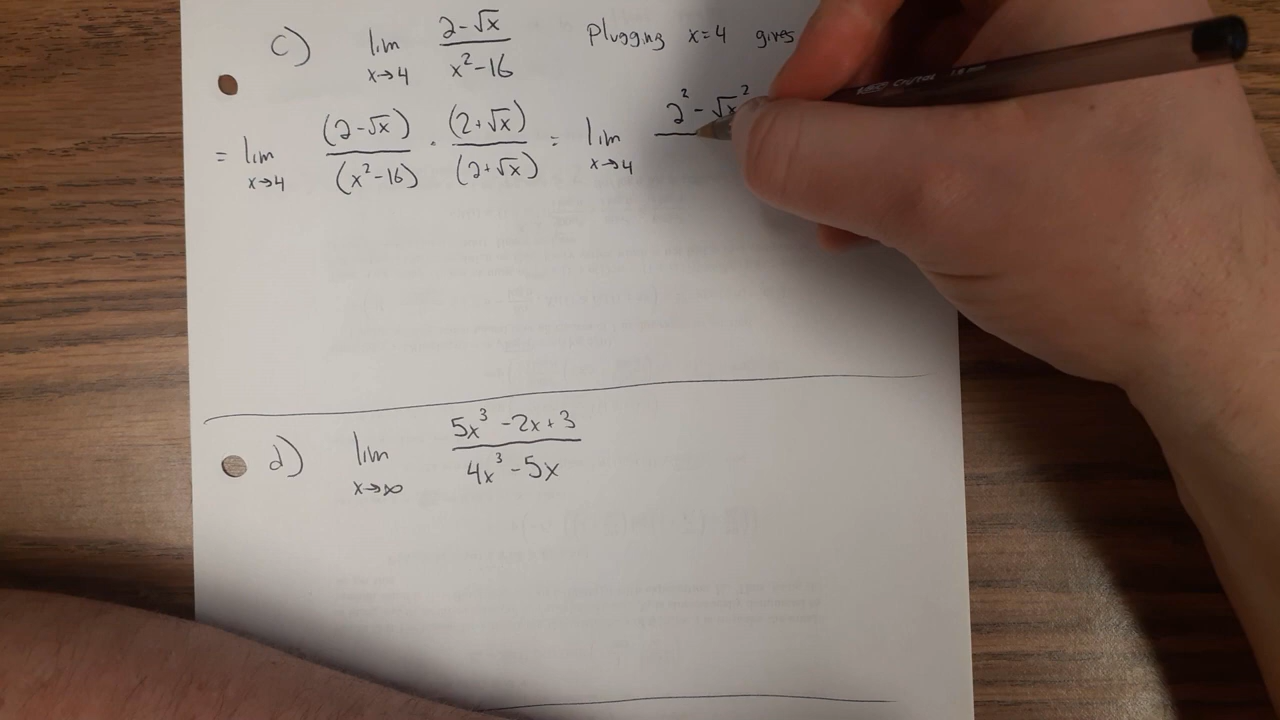 c) lim x→4 2-√x / x²-16 Plugging x=4 gives
= lim x→4 (2-√x) / (x²-16) · (2+√x) / (2+√x) = lim x→4 2² - √x²
d) lim x→∞ 5x³ -2x+3 / 4x³ -5x